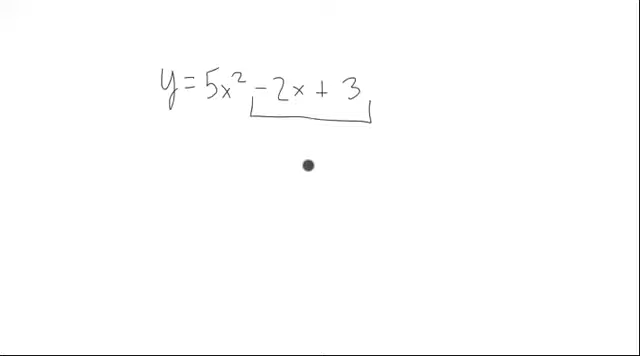 y = 5x² - 2x + 3